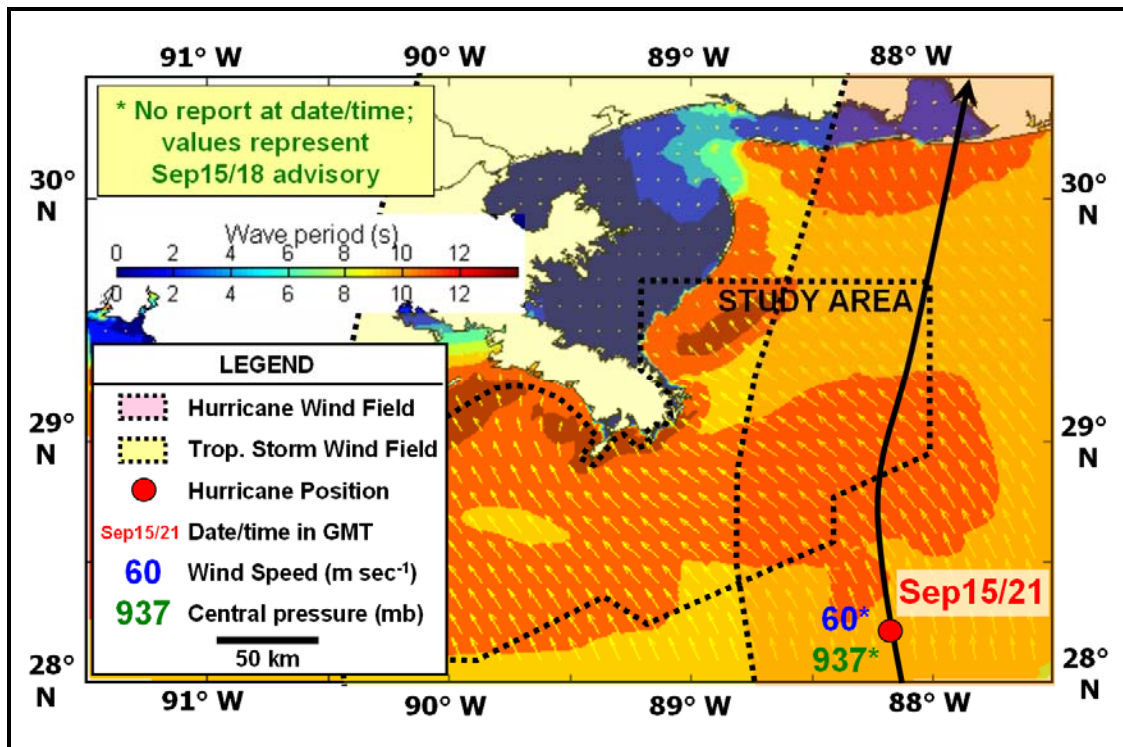 91° W 90° W 89° W 88° W
* No report at date/time;
values represent
Sep15/18 advisory
30°
N
30°
N
Wave period (s)
0 2 4 6 8 10 12
0 2 4 6 8 10 12
STUDY AREA
LEGEND
Hurricane Wind Field
Trop. Storm Wind Field
Hurricane Position
Sep15/21 Date/time in GMT
60 Wind Speed (m sec⁻¹)
937 Central pressure (mb)
50 km
29°
N
29°
N
Sep15/21
60*
937*
28°
N
28°
N
91° W 90° W 89° W 88° W